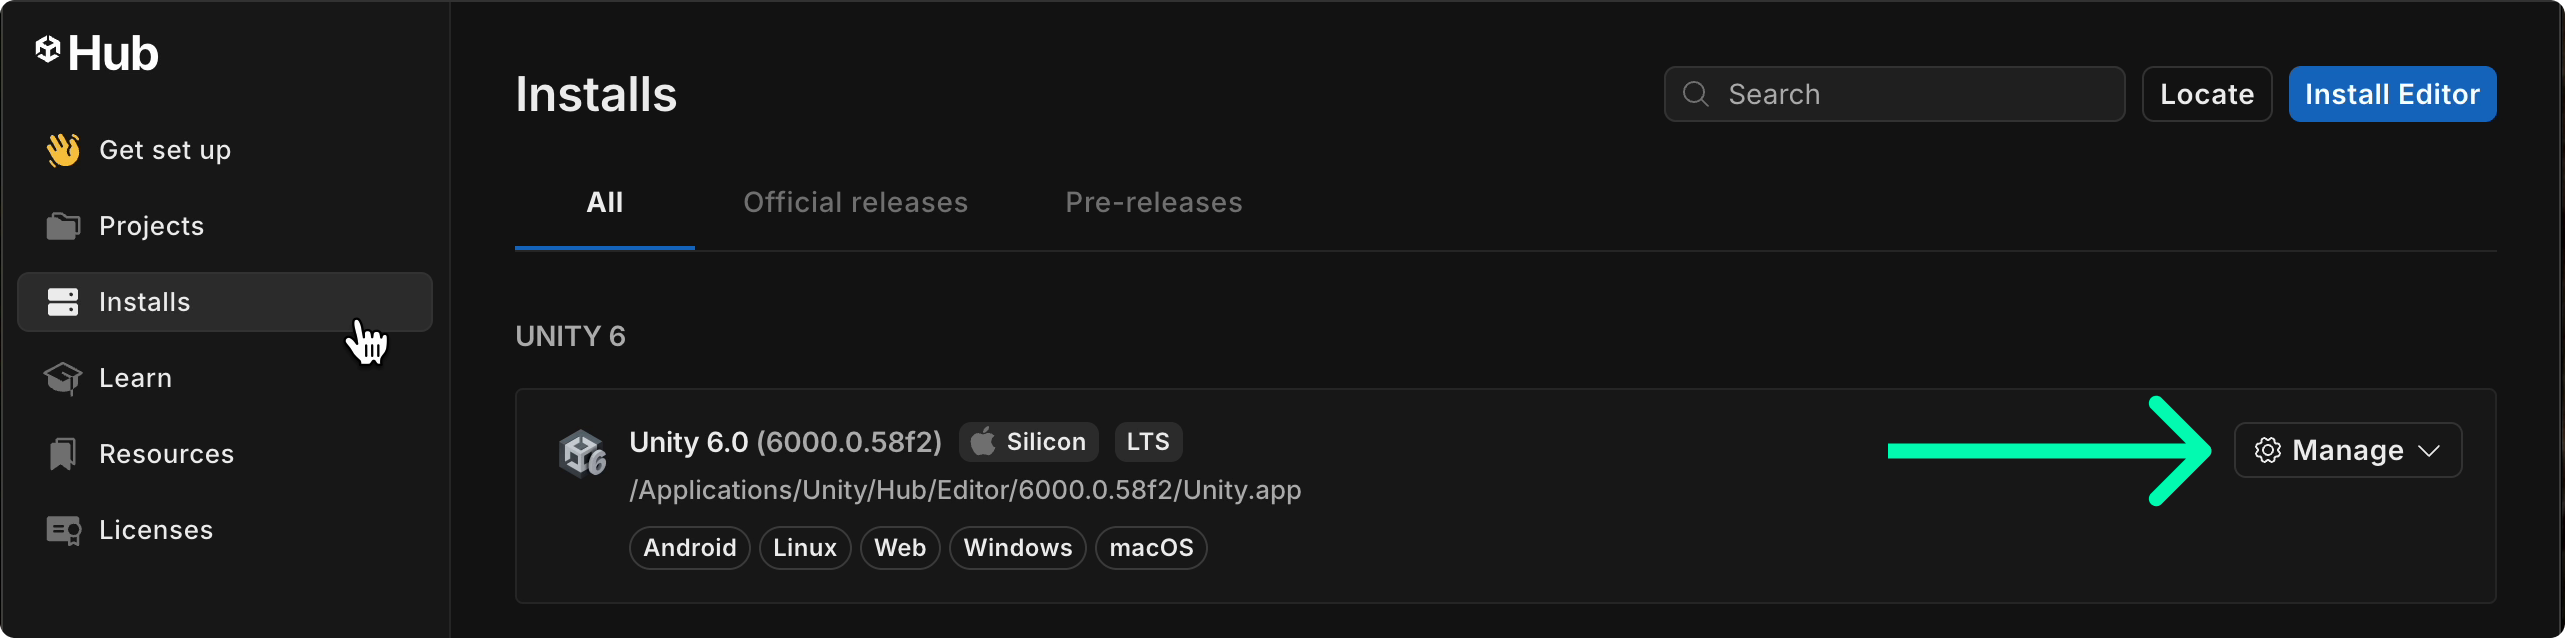 Hub
Get set up
Projects
Installs
Learn
Resources
Licenses
Installs
Search
Locate
Install Editor
All
Official releases
Pre-releases
UNITY 6
Unity 6.0 (6000.0.58f2) Silicon LTS
/Applications/Unity/Hub/Editor/6000.0.58f2/Unity.app
Android Linux Web Windows macOS
Manage